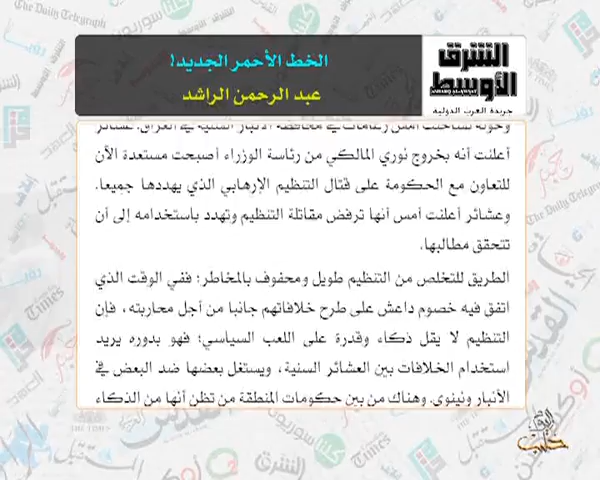 الخط الأحمر الجديد!
عبد الرحمن الراشد
الشرق الأوسط
جريدة العرب الدولية
أعلنت أنه بخروج نوري المالكي من رئاسة الوزراء أصبحت مستعدة الآن
للتعاون مع الحكومة على قتال التنظيم الإرهابي الذي يهددها جميعا.
وعشائر أعلنت أمس أنها ترفض مقاتلة التنظيم وتهدد باستخدامه إلى أن
تتحقق مطالبها.
الطريق للتخلص من التنظيم طويل ومحفوف بالمخاطر؛ ففي الوقت الذي
اتفق فيه خصوم داعش على طرح خلافاتهم جانبا من أجل محاربته، فإن
التنظيم لا يقل ذكاء وقدرة على اللعب السياسي؛ فهو بدوره يريد
استخدام الخلافات بين العشائر السنية، ويستغل بعضها ضد البعض في
الأنبار ونينوى. وهناك من بين حكومات المنطقة من تظن أنها من الذكاء